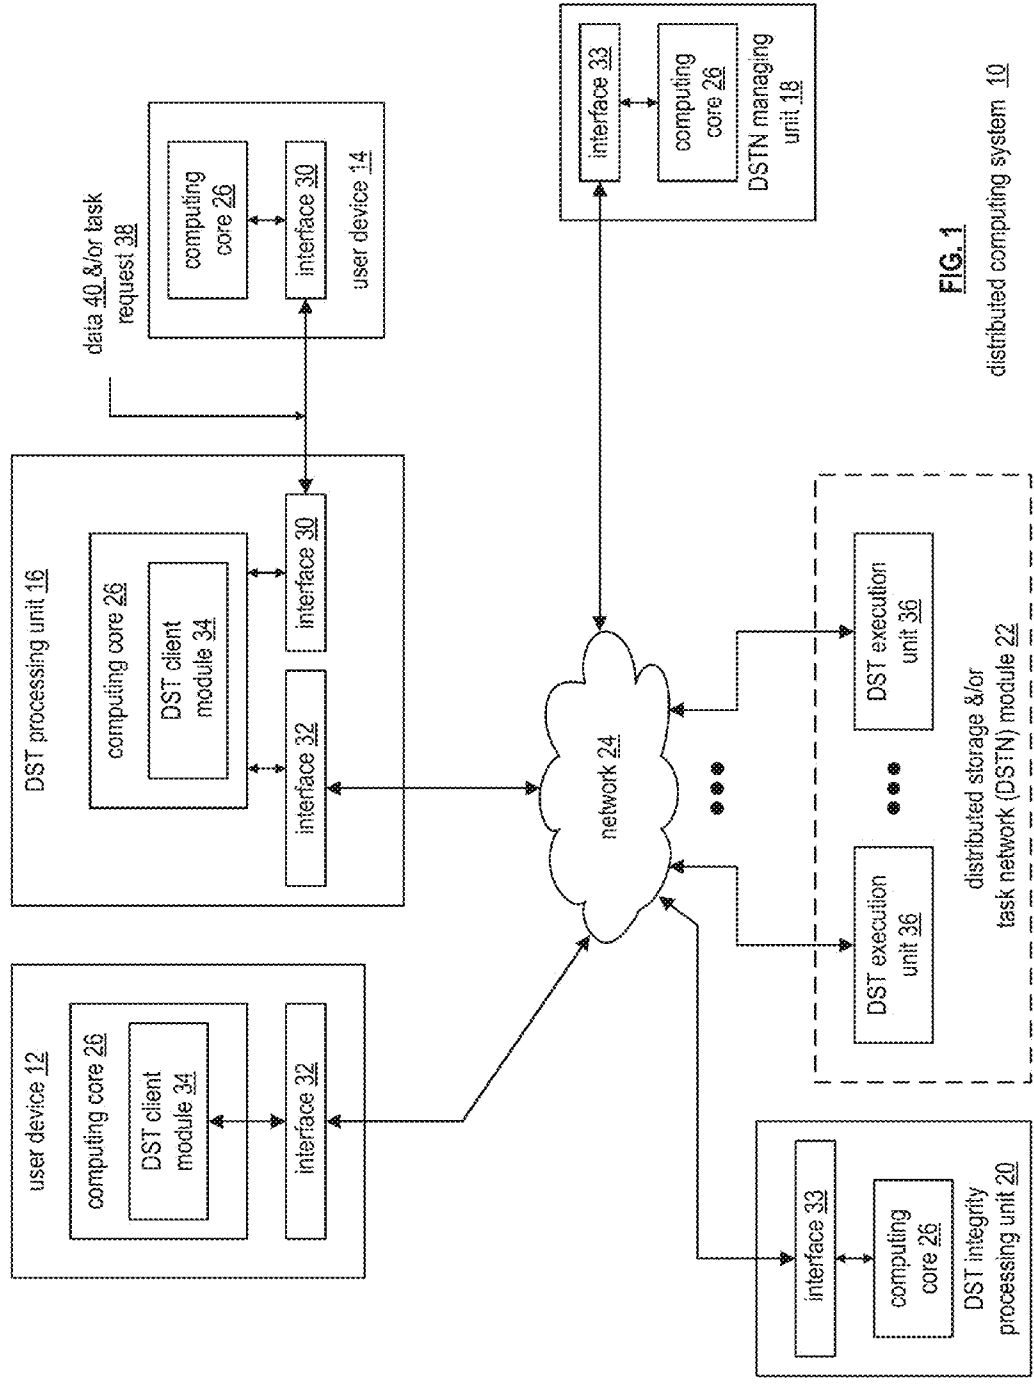 user device 12
computing core 26
DST client
module 34
interface 32
DST processing unit 16
computing core 26
DST client
module 34
interface 32
interface 30
data 40 &/or task
request 38
computing
core 26
interface 30
user device 14
network 24
interface 33
computing
core 26
DSTN managing
unit 18
interface 33
computing
core 26
DST integrity
processing unit 20
DST execution
unit 36
DST execution
unit 36
distributed storage &/or
task network (DSTN) module 22
FIG. 1
distributed computing system 10